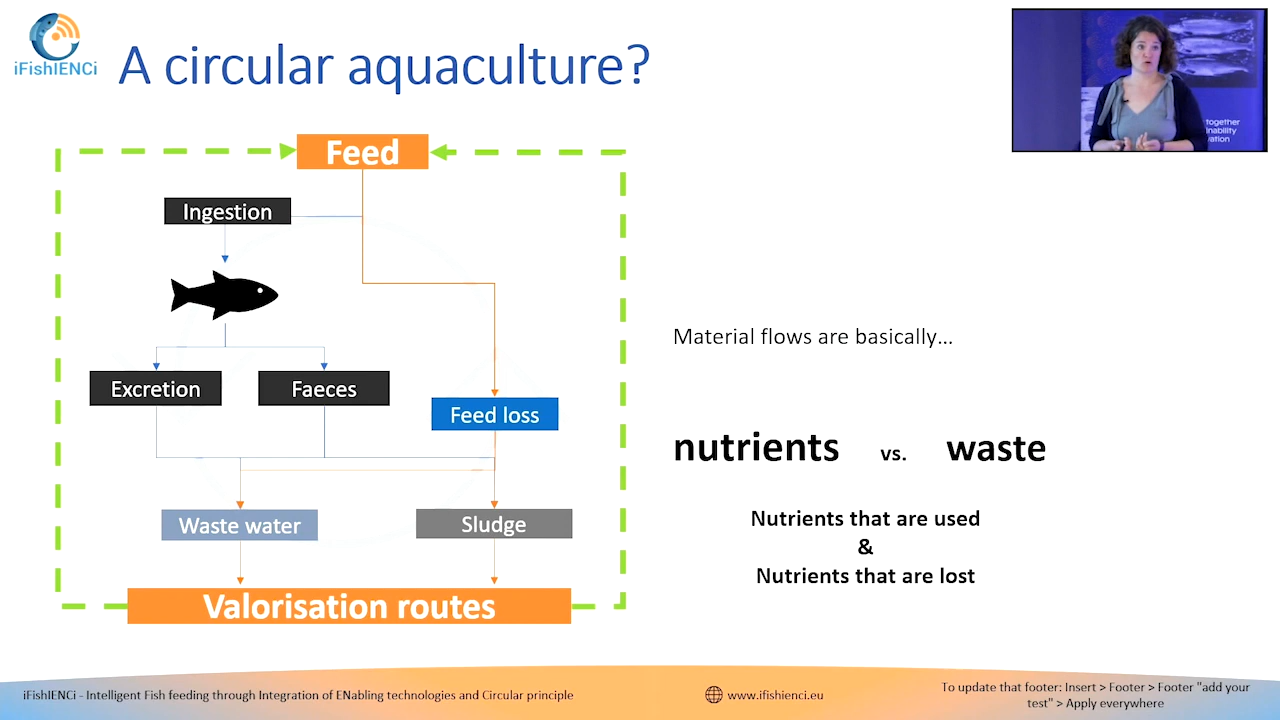 iFishIENCi
A circular aquaculture?
together
nability
vation
Feed
Ingestion
Excretion
Faeces
Feed loss
Waste water
Sludge
Valorisation routes
Material flows are basically...
nutrients vs. waste
Nutrients that are used
&
Nutrients that are lost
iFishIENCi - Intelligent Fish feeding through Integration of ENabling technologies and Circular principle
www.ifishienci.eu
To update that footer: Insert > Footer > Footer "add your
test" > Apply everywhere